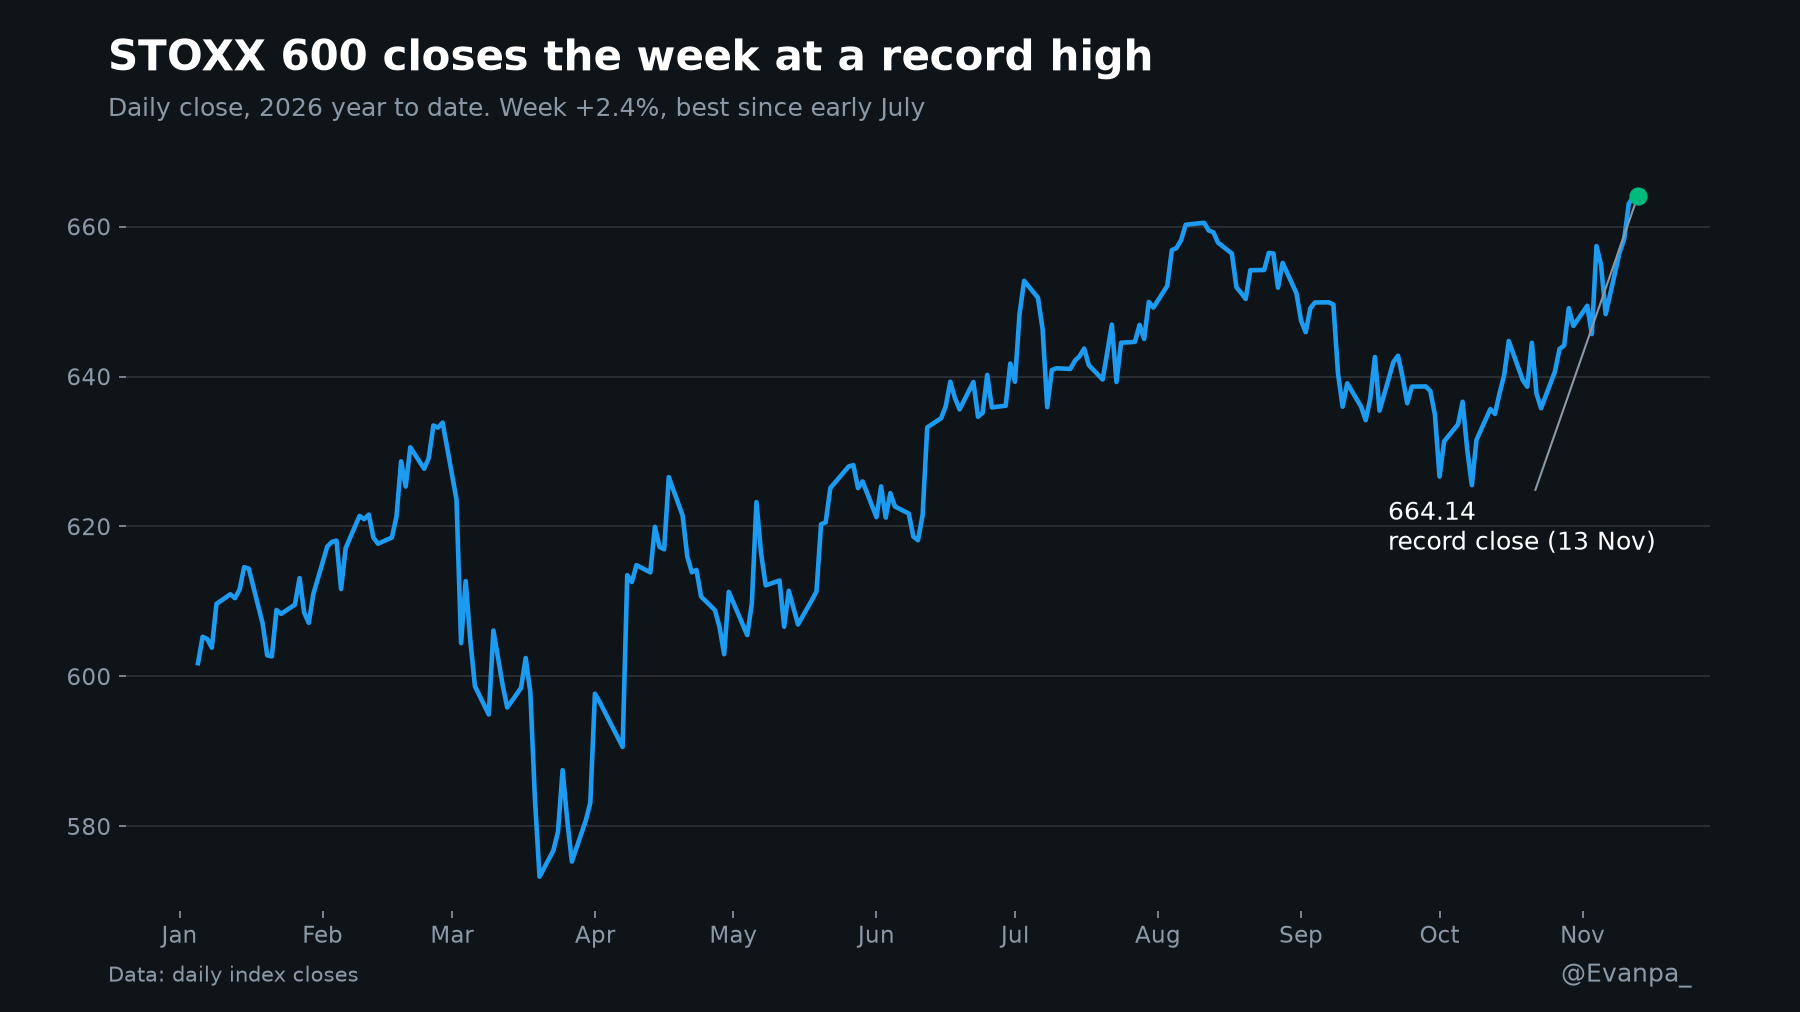 STOXX 600 closes the week at a record high
Daily close, 2026 year to date. Week +2.4%, best since early July
660
640
620
600
580
664.14
record close (13 Nov)
Jan Feb Mar Apr May Jun Jul Aug Sep Oct Nov
Data: daily index closes
@Evanpa_